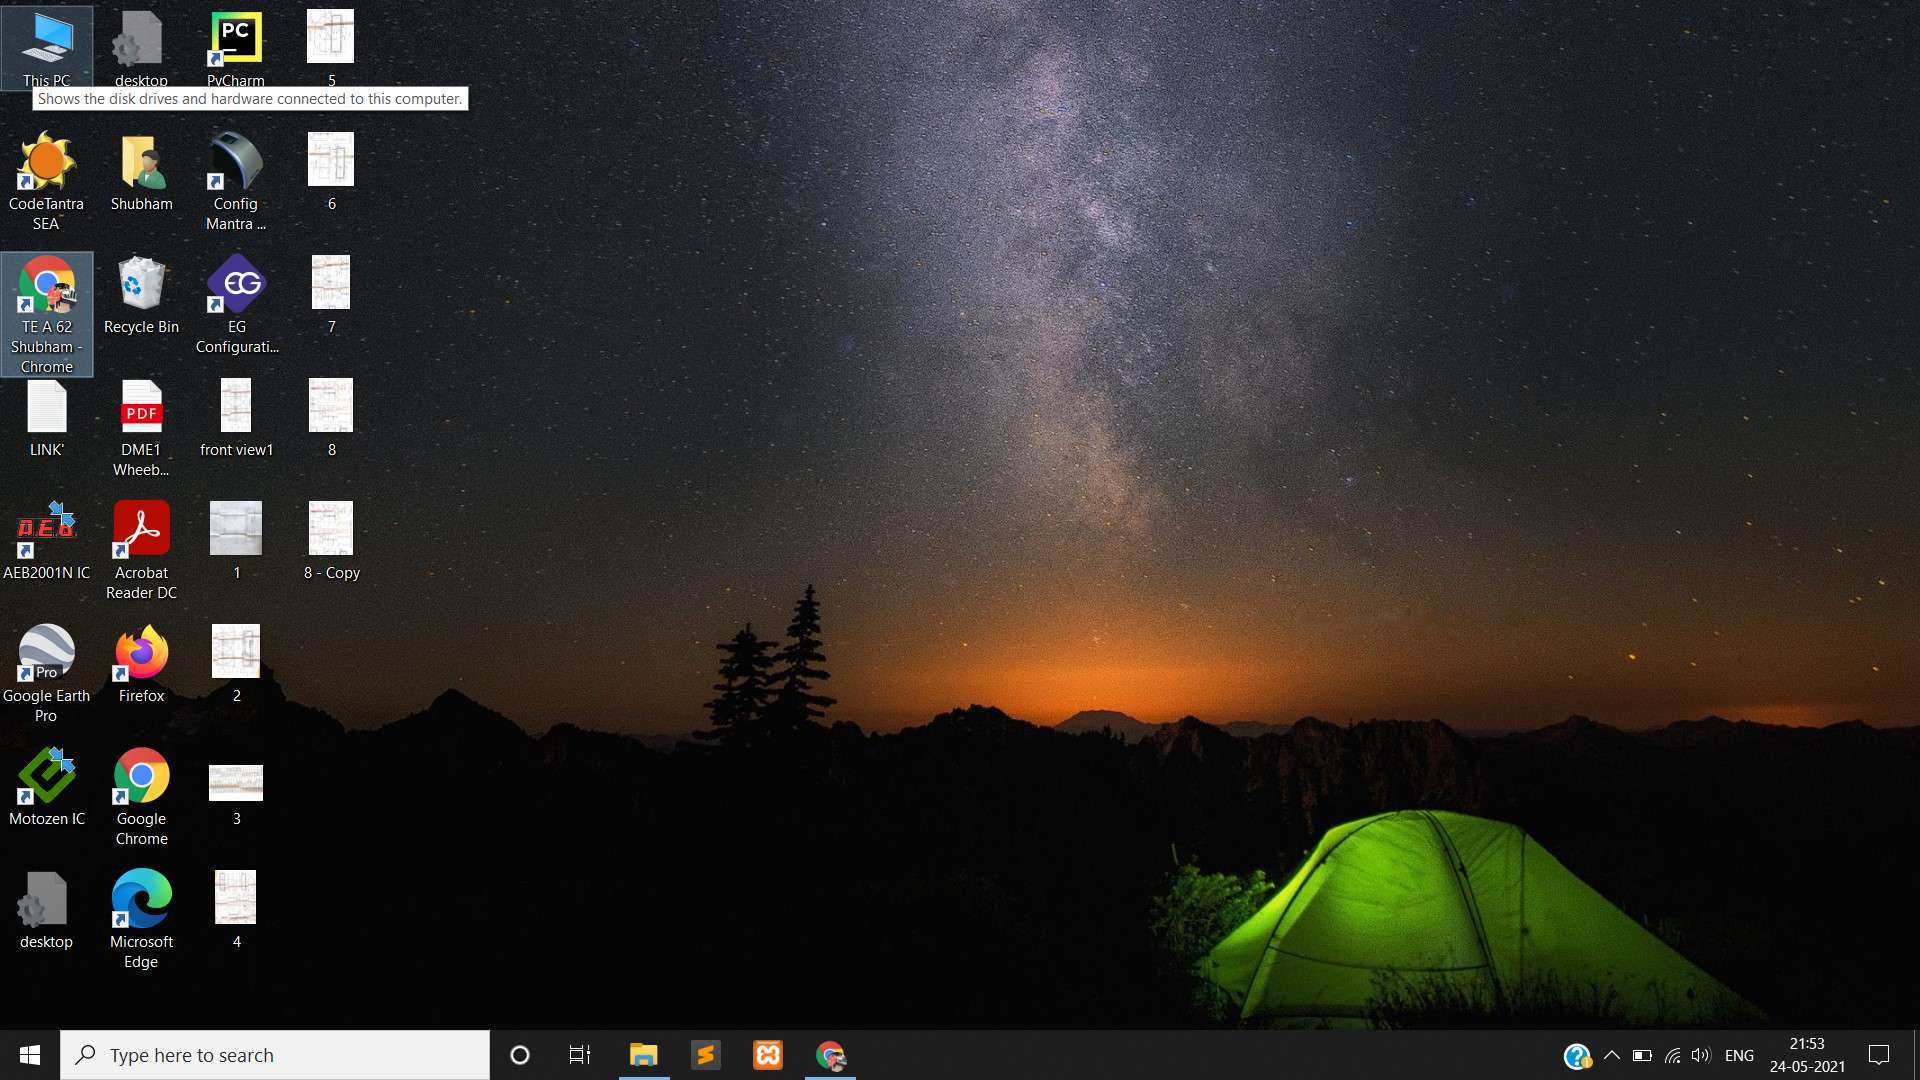 This PC
desktop
PyCharm
5
Shows the disk drives and hardware connected to this computer.
CodeTantra
SEA
Shubham
Config
Mantra ...
6
TE A 62
Shubham -
Chrome
Recycle Bin
EG
EG
Configurati...
7
LINK'
PDF
DME1
Wheeb...
front view1
8
AEB2001N IC
Acrobat
Reader DC
1
8 - Copy
Pro
Google Earth
Pro
Firefox
2
Motozen IC
Google
Chrome
3
desktop
Microsoft
Edge
4
PC
Type here to search
ENG
21:53
24-05-2021